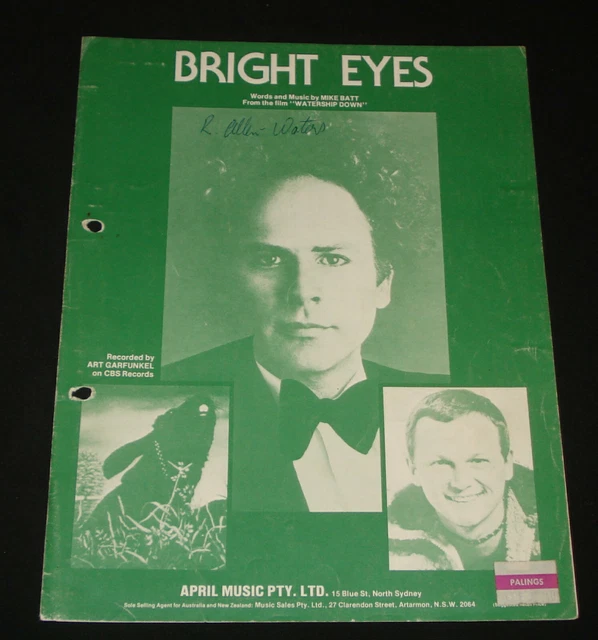 BRIGHT EYES
Words and Music by MIKE BATT
From the film "WATERSHIP DOWN"
R. Allen-Waters
Recorded by
ART GARFUNKEL
on CBS Records
PALINGS
APRIL MUSIC PTY. LTD. 15 Blue St, North Sydney
Sole Selling Agent for Australia and New Zealand: Music Sales Pty. Ltd., 27 Clarendon Street, Artarmon, N.S.W. 2064